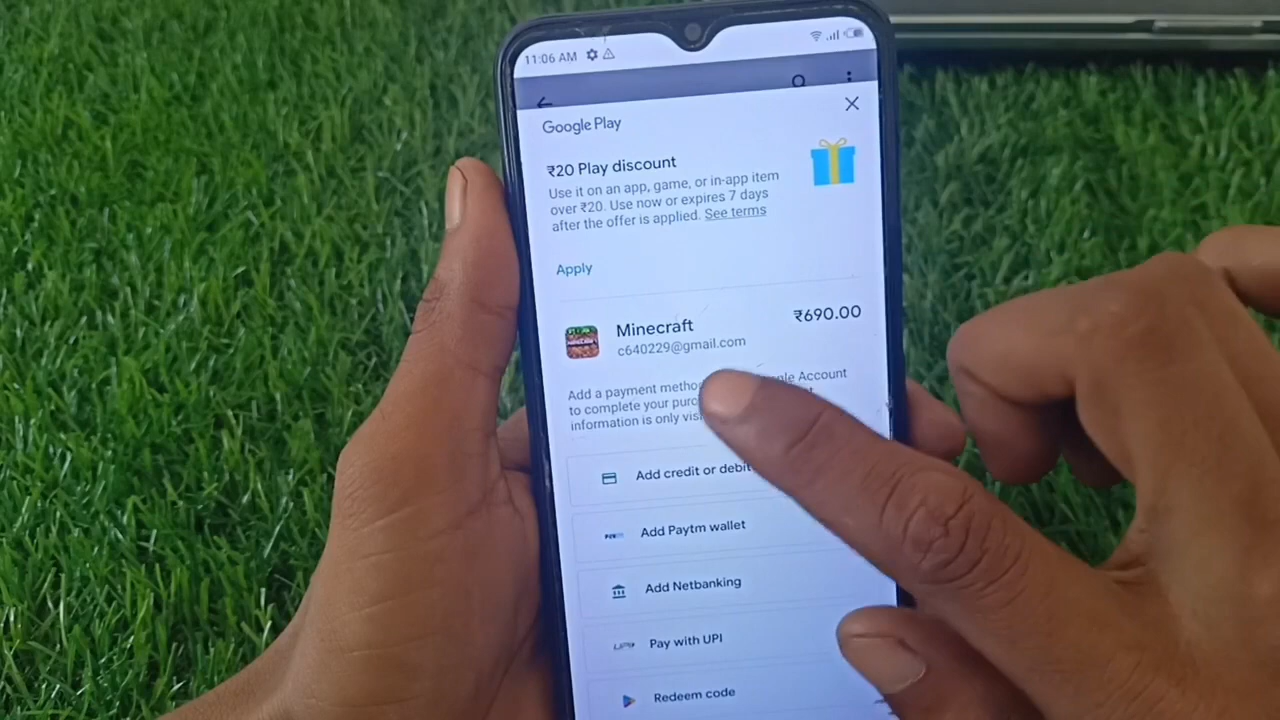 11:06 AM
Google Play
₹20 Play discount
Use it on an app, game, or in-app item
over ₹20. Use now or expires 7 days
after the offer is applied. See terms
Apply
Minecraft
₹690.00
c640229@gmail.com
Add a payment Account
to complete your
information is only
Add credit or debit
Add Paytm wallet
Add Netbanking
Pay with UPI
Redeem code